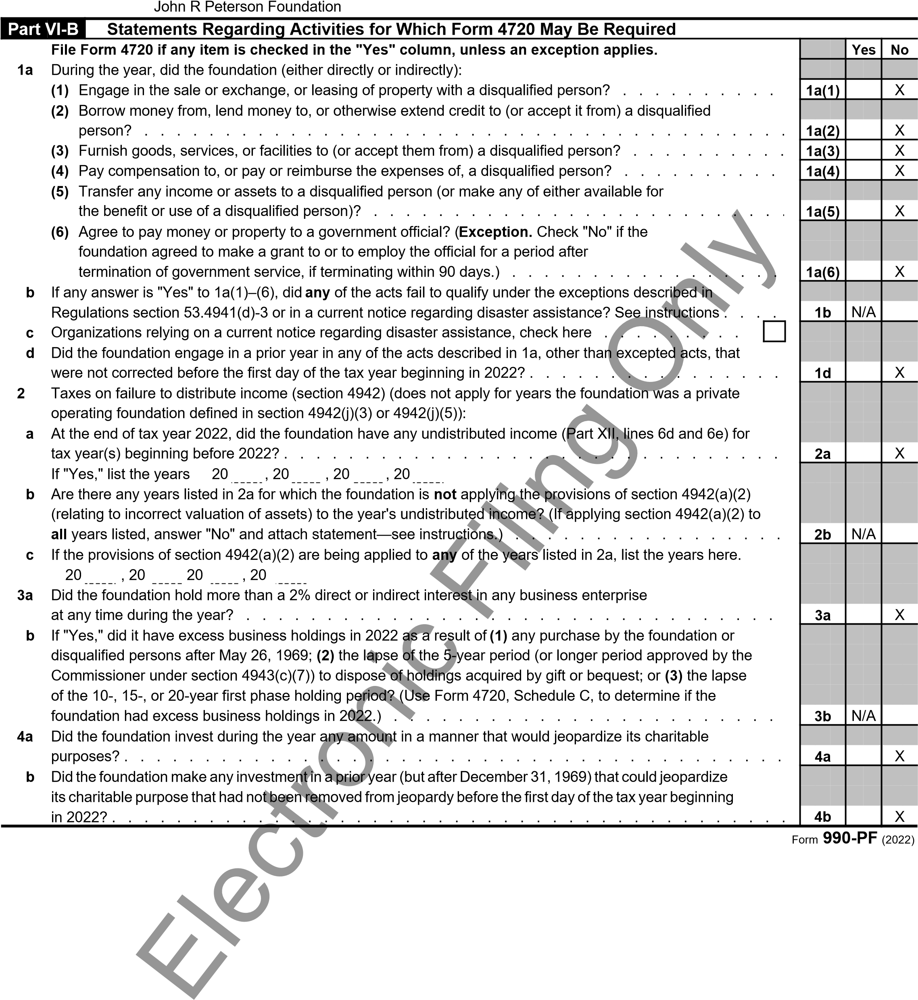 John R Peterson Foundation
Part VI-B Statements Regarding Activities for Which Form 4720 May Be Required
File Form 4720 if any item is checked in the "Yes" column, unless an exception applies. Yes No
1a During the year, did the foundation (either directly or indirectly):
(1) Engage in the sale or exchange, or leasing of property with a disqualified person? . . . . . . . . . . 1a(1) X
(2) Borrow money from, lend money to, or otherwise extend credit to (or accept it from) a disqualified
person? . . . . . . . . . . . . . . . . . . . . . . . . . . . . . . . . . . . . . . . . 1a(2) X
(3) Furnish goods, services, or facilities to (or accept them from) a disqualified person? . . . . . . . . . . 1a(3) X
(4) Pay compensation to, or pay or reimburse the expenses of, a disqualified person? . . . . . . . . . . 1a(4) X
(5) Transfer any income or assets to a disqualified person (or make any of either available for
the benefit or use of a disqualified person)? . . . . . . . . . . . . . . . . . . . . . . . . . . 1a(5) X
(6) Agree to pay money or property to a government official? (Exception. Check "No" if the
foundation agreed to make a grant to or to employ the official for a period after
termination of government service, if terminating within 90 days.) . . . . . . . . . . . . . . . . . 1a(6) X
b If any answer is "Yes" to 1a(1)–(6), did any of the acts fail to qualify under the exceptions described in
Regulations section 53.4941(d)-3 or in a current notice regarding disaster assistance? See instructions . . . . 1b N/A
c Organizations relying on a current notice regarding disaster assistance, check here . . . . . . . . .
d Did the foundation engage in a prior year in any of the acts described in 1a, other than excepted acts, that
were not corrected before the first day of the tax year beginning in 2022? . . . . . . . . . . . . . . . . 1d X
2 Taxes on failure to distribute income (section 4942) (does not apply for years the foundation was a private
operating foundation defined in section 4942(j)(3) or 4942(j)(5)):
a At the end of tax year 2022, did the foundation have any undistributed income (Part XII, lines 6d and 6e) for
tax year(s) beginning before 2022? . . . . . . . . . . . . . . . . . . . . . . . . . . . . . . . 2a X
If "Yes," list the years 20 , 20 , 20 , 20
b Are there any years listed in 2a for which the foundation is not applying the provisions of section 4942(a)(2)
(relating to incorrect valuation of assets) to the year's undistributed income? (If applying section 4942(a)(2) to
all years listed, answer "No" and attach statement—see instructions.) . . . . . . . . . . . . . . . . . 2b N/A
c If the provisions of section 4942(a)(2) are being applied to any of the years listed in 2a, list the years here.
20 , 20 20 , 20
3a Did the foundation hold more than a 2% direct or indirect interest in any business enterprise
at any time during the year? . . . . . . . . . . . . . . . . . . . . . . . . . . . . . . . . . 3a X
b If "Yes," did it have excess business holdings in 2022 as a result of (1) any purchase by the foundation or
disqualified persons after May 26, 1969; (2) the lapse of the 5-year period (or longer period approved by the
Commissioner under section 4943(c)(7)) to dispose of holdings acquired by gift or bequest; or (3) the lapse
of the 10-, 15-, or 20-year first phase holding period? (Use Form 4720, Schedule C, to determine if the
foundation had excess business holdings in 2022.) . . . . . . . . . . . . . . . . . . . . . . . . 3b N/A
4a Did the foundation invest during the year any amount in a manner that would jeopardize its charitable
purposes? . . . . . . . . . . . . . . . . . . . . . . . . . . . . . . . . . . . . . . . . . 4a X
b Did the foundation make any investment in a prior year (but after December 31, 1969) that could jeopardize
its charitable purpose that had not been removed from jeopardy before the first day of the tax year beginning
in 2022? . . . . . . . . . . . . . . . . . . . . . . . . . . . . . . . . . . . . . . . . . . 4b X
Form 990-PF (2022)
Electronic Filing Only